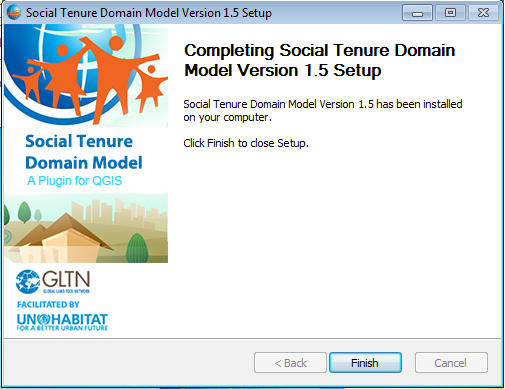 Social Tenure Domain Model Version 1.5 Setup
Completing Social Tenure Domain
Model Version 1.5 Setup
Social Tenure Domain Model Version 1.5 has been installed
on your computer.
Click Finish to close Setup.
Social Tenure
Domain Model
A Plugin for QGIS
GLTN
GLOBAL LAND TOOL NETWORK
FACILITATED BY
UN HABITAT
FOR A BETTER URBAN FUTURE
< Back
Finish
Cancel